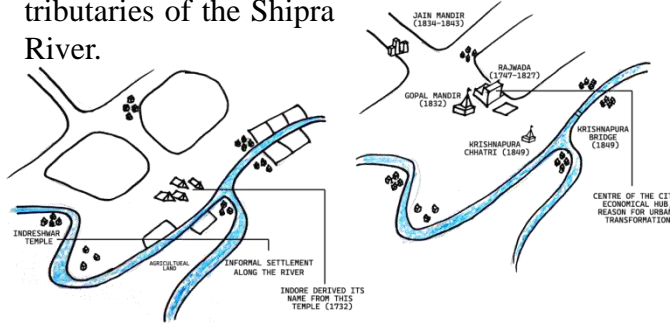 tributaries of the Shipra
River.
INDRESHWAR
TEMPLE
AGRICULTUREAL
LAND
INFORMAL SETTLEMENT
ALONG THE RIVER
INDORE DERIVED ITS
NAME FROM THIS
TEMPLE (1732)
JAIN MANDIR
(1834-1843)
RAJWADA
(1747-1827)
GOPAL MANDIR
(1832)
KRISHNAPURA
CHHATRI (1849)
KRISHNAPURA
BRIDGE
(1849)
CENTRE OF THE CIT
ECONOMICAL HUB
REASON FOR URBAN
TRANSFORMATION